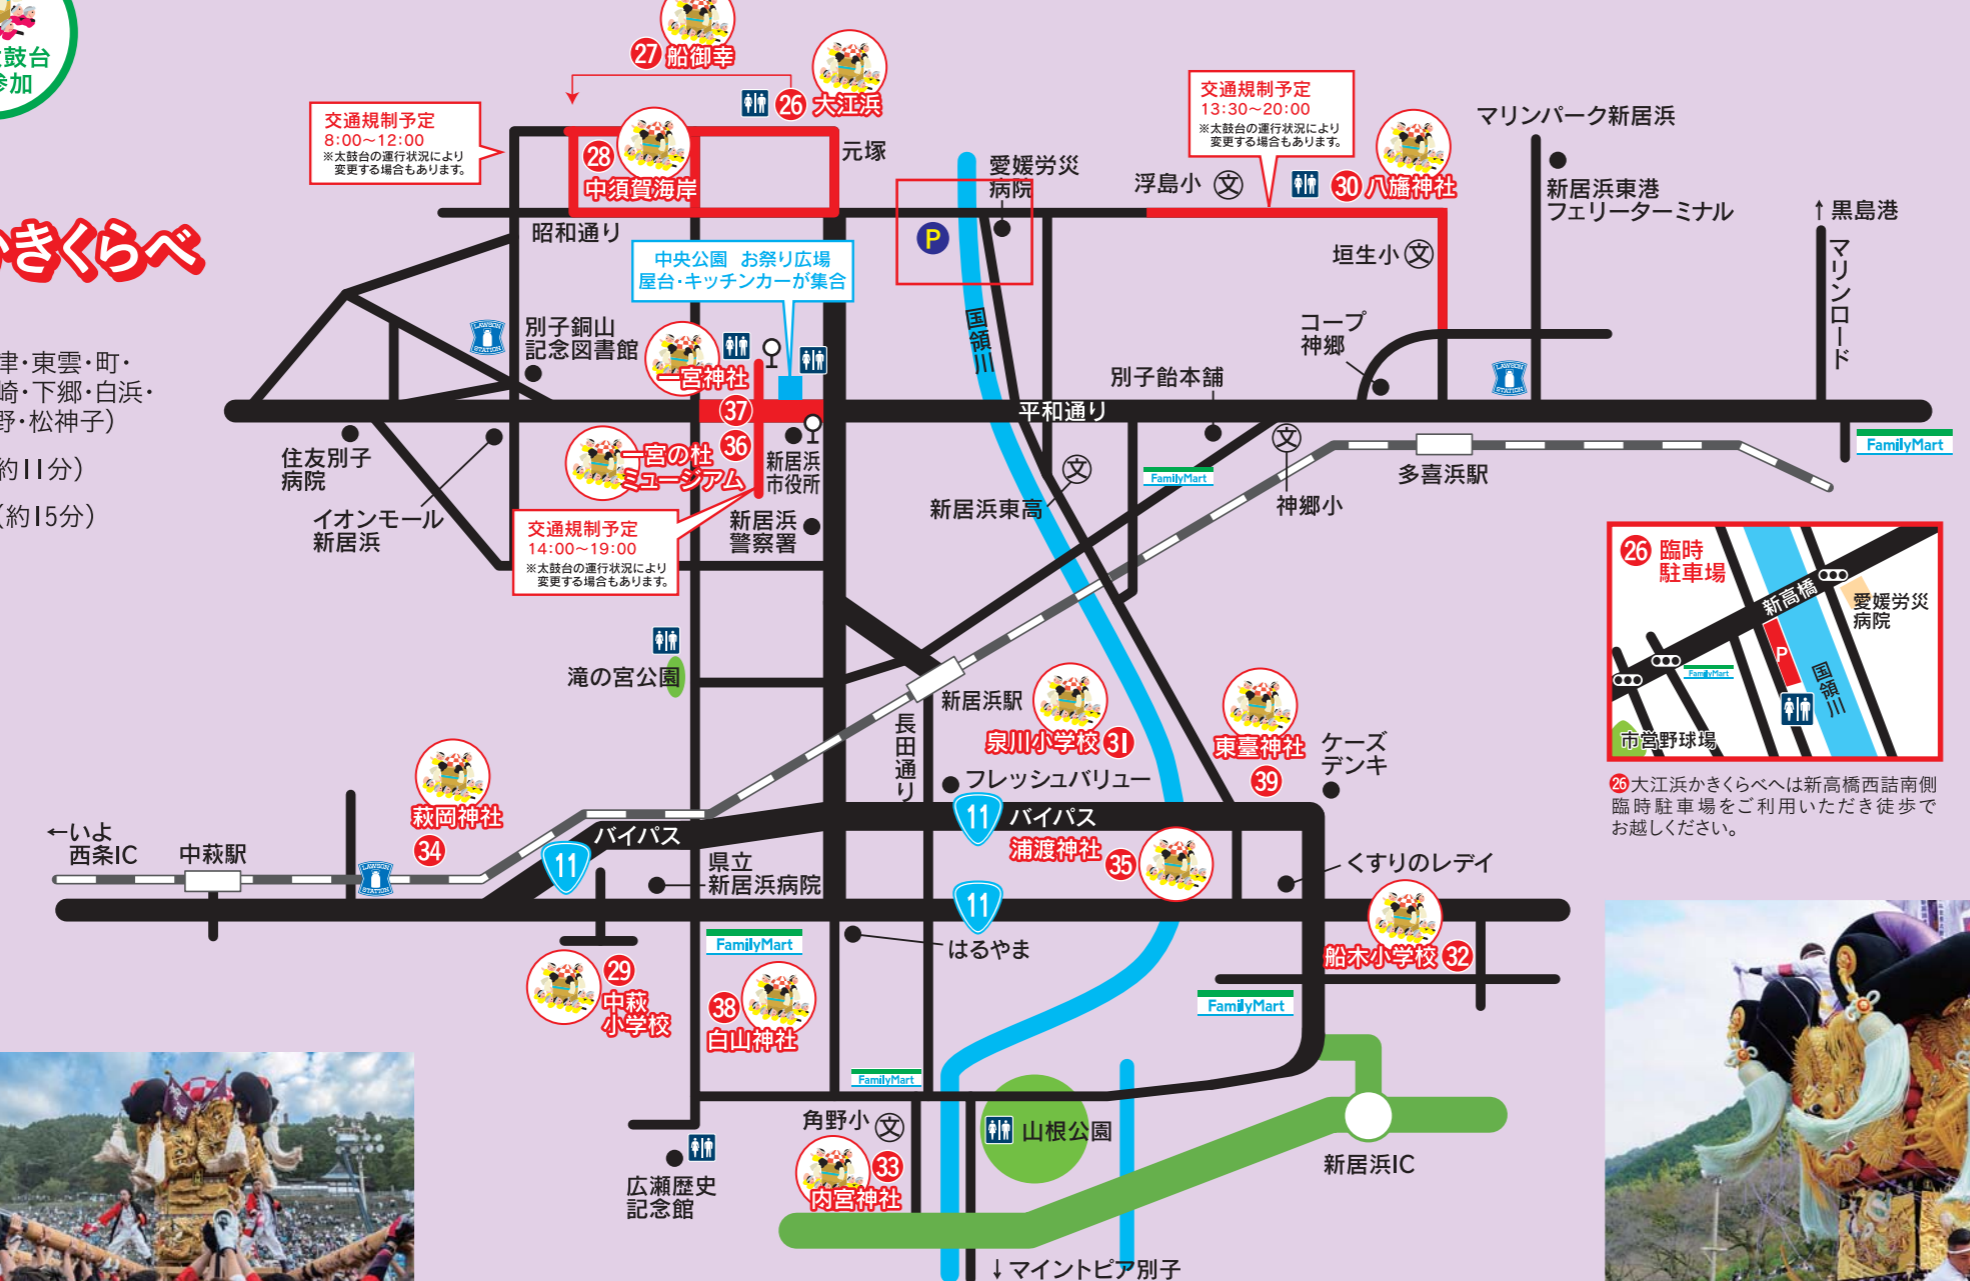 鼓台
参加
かきくらべ
津・東雲・町・
崎・下郷・白浜・
野・松神子）
約11分）
（約15分）
㉗ 船御幸
㉖ 大江浜
交通規制予定
8:00〜12:00
※太鼓台の運行状況により
変更する場合もあります。
㉘
中須賀海岸
元塚
昭和通り
愛媛労災
病院
P
交通規制予定
13:30〜20:00
※太鼓台の運行状況により
変更する場合もあります。
浮島小 文
㉚ 八旛神社
マリンパーク新居浜
新居浜東港
フェリーターミナル
↑黒島港
マリンロード
垣生小 文
中央公園 お祭り広場
屋台・キッチンカーが集合
国領川
LAWSON
STATION
別子銅山
記念図書館
一宮神社
㊲
コープ
神郷
LAWSON
STATION
別子飴本舗
平和通り
住友別子
病院
イオンモール
新居浜
㊱
一宮の杜
ミュージアム
新居浜
市役所
新居浜
警察署
交通規制予定
14:00〜19:00
※太鼓台の運行状況により
変更する場合もあります。
新居浜東高
文
FamilyMart
文
神郷小
多喜浜駅
FamilyMart
㉖ 臨時
駐車場
新高橋
愛媛労災
病院
FamilyMart
P
国領川
市営野球場
㉖大江浜かきくらべへは新高橋西詰南側
臨時駐車場をご利用いただき徒歩で
お越しください。
滝の宮公園
新居浜駅
長田通り
泉川小学校 ㉛
フレッシュバリュー
東臺神社
㊴
ケーズ
デンキ
萩岡神社
㉞
←いよ
西条IC
中萩駅
LAWSON
STATION
11
バイパス
11
バイパス
浦渡神社
㉟
県立
新居浜病院
11
くすりのレデイ
はるやま
FamilyMart
船木小学校 ㉜
㉙
中萩
小学校
㊳
白山神社
FamilyMart
FamilyMart
角野小 文
山根公園
広瀬歴史
記念館
㉝
内宮神社
新居浜IC
↓マイントピア別子